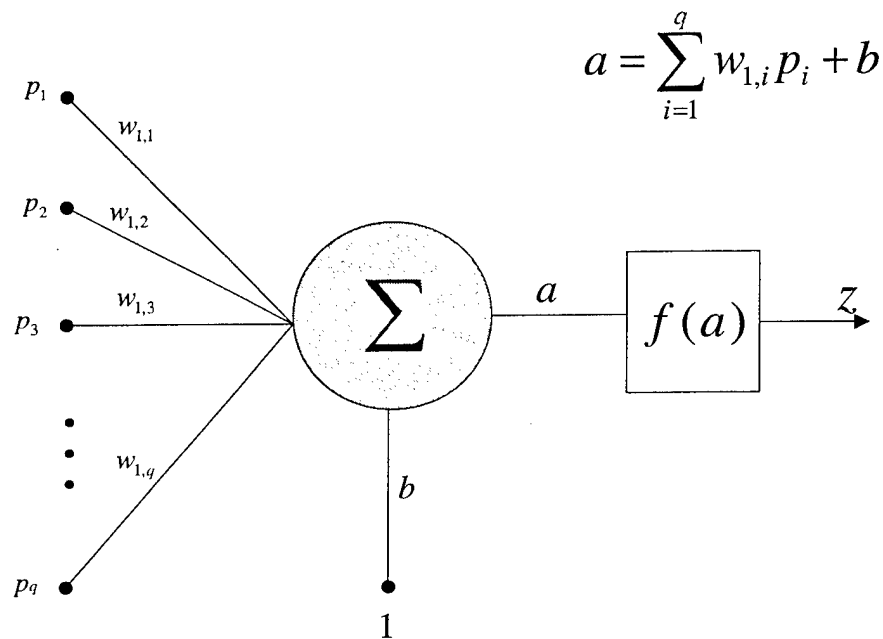 a = \sum_{i=1}^{q} w_{1,i} p_i + b
p_1
w_{1,1}
p_2
w_{1,2}
p_3
w_{1,3}
Σ
a
f(a)
z
w_{1,q}
b
p_q
1